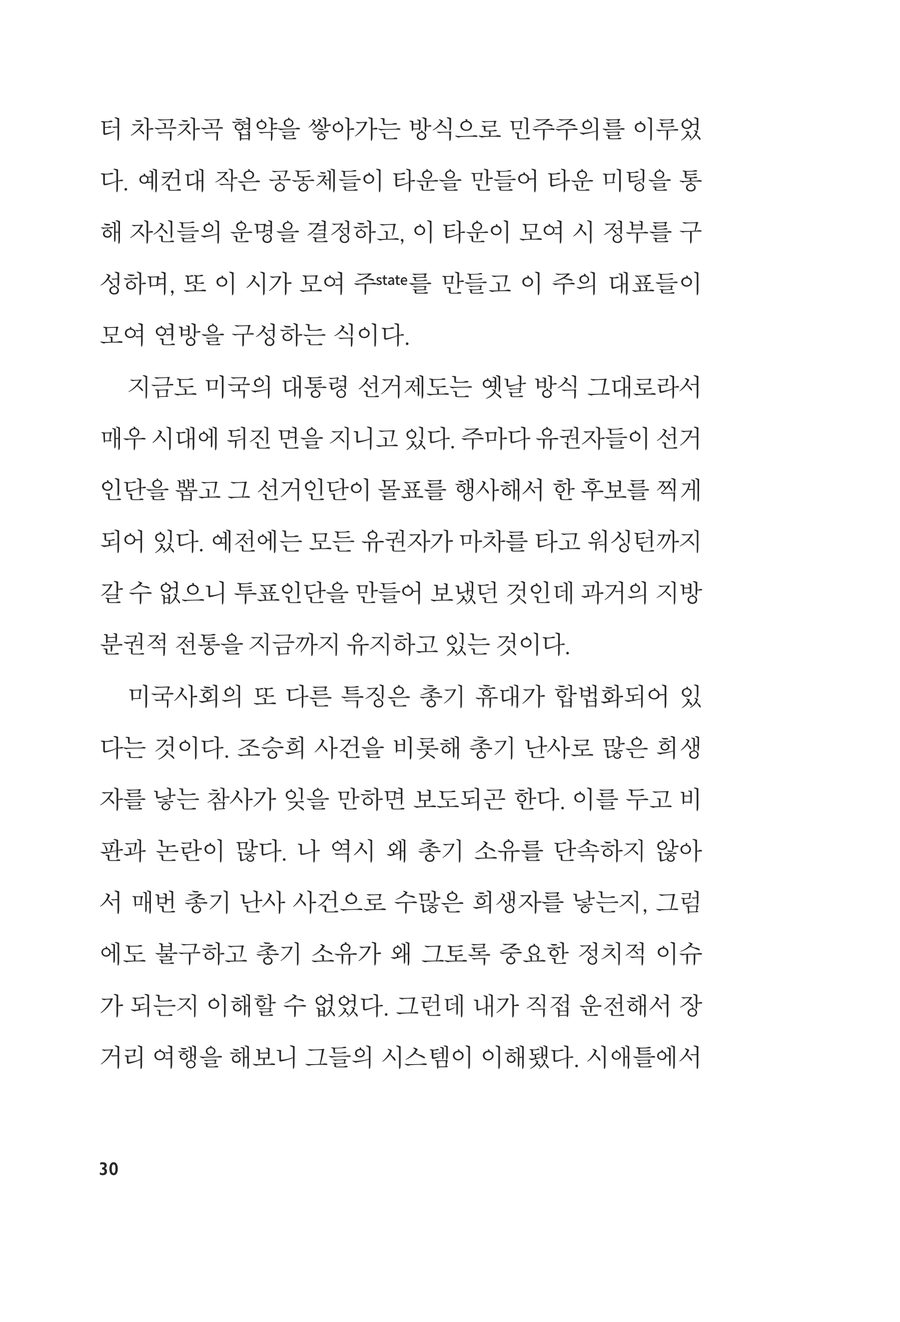 터 차곡차곡 협약을 쌓아가는 방식으로 민주주의를 이루었
다. 예컨대 작은 공동체들이 타운을 만들어 타운 미팅을 통
해 자신들의 운명을 결정하고, 이 타운이 모여 시 정부를 구
성하며, 또 이 시가 모여 주state를 만들고 이 주의 대표들이
모여 연방을 구성하는 식이다.
지금도 미국의 대통령 선거제도는 옛날 방식 그대로라서
매우 시대에 뒤진 면을 지니고 있다. 주마다 유권자들이 선거
인단을 뽑고 그 선거인단이 몰표를 행사해서 한 후보를 찍게
되어 있다. 예전에는 모든 유권자가 마차를 타고 워싱턴까지
갈 수 없으니 투표인단을 만들어 보냈던 것인데 과거의 지방
분권적 전통을 지금까지 유지하고 있는 것이다.
미국사회의 또 다른 특징은 총기 휴대가 합법화되어 있
다는 것이다. 조승희 사건을 비롯해 총기 난사로 많은 희생
자를 낳는 참사가 잊을 만하면 보도되곤 한다. 이를 두고 비
판과 논란이 많다. 나 역시 왜 총기 소유를 단속하지 않아
서 매번 총기 난사 사건으로 수많은 희생자를 낳는지, 그럼
에도 불구하고 총기 소유가 왜 그토록 중요한 정치적 이슈
가 되는지 이해할 수 없었다. 그런데 내가 직접 운전해서 장
거리 여행을 해보니 그들의 시스템이 이해됐다. 시애틀에서
30